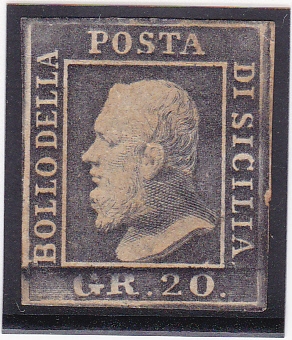 BOLLO DELLA
POSTA
DI SICILIA
GR. 20.